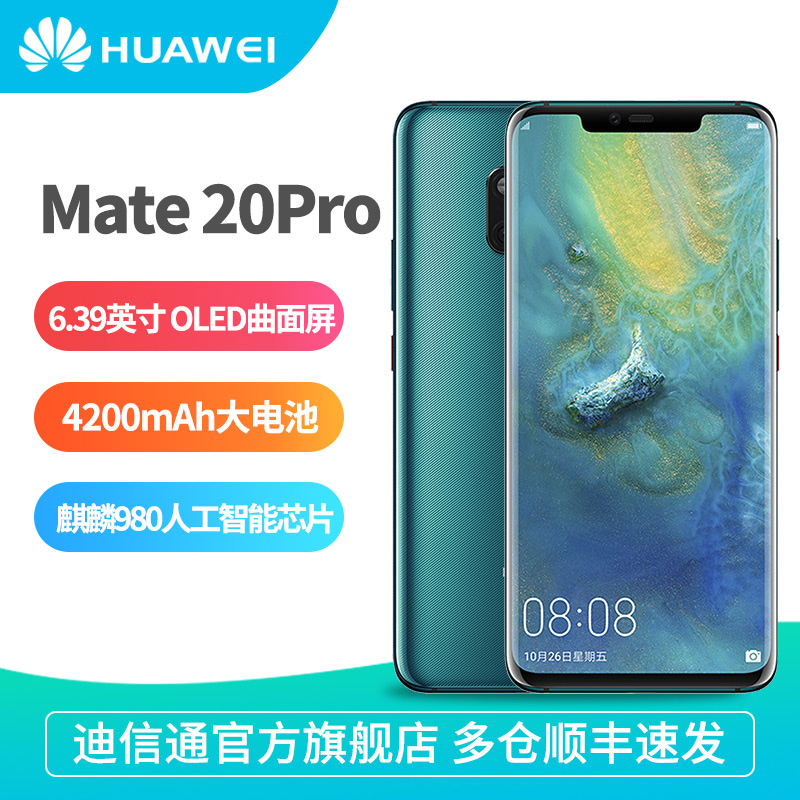 HUAWEI
Mate 20Pro
6.39英寸 OLED曲面屏
4200mAh大电池
麒麟980人工智能芯片
08:08
10月26日星期五
迪信通官方旗舰店 多仓顺丰速发